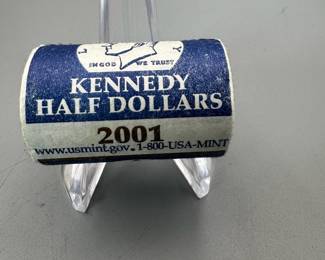 L Y
IN GOD WE TRUST
KENNEDY
HALF DOLLARS
2001
www.usmint.gov.1-800-USA-MINT